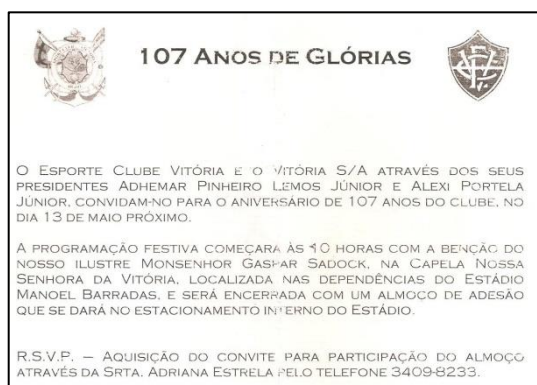 107 ANOS DE GLÓRIAS
O ESPORTE CLUBE VITÓRIA E O VITÓRIA S/A ATRAVÉS DOS SEUS
PRESIDENTES ADHEMAR PINHEIRO LEMOS JÚNIOR E ALEXI PORTELA
JÚNIOR, CONVIDAM-NO PARA O ANIVERSÁRIO DE 107 ANOS DO CLUBE, NO
DIA 13 DE MAIO PRÓXIMO.
A PROGRAMAÇÃO FESTIVA COMEÇARA ÀS 10 HORAS COM A BENÇÃO DO
NOSSO ILUSTRE MONSENHOR GASPAR SADOCK, NA CAPELA NOSSA
SENHORA DA VITÓRIA, LOCALIZADA NAS DEPENDÊNCIAS DO ESTÁDIO
MANOEL BARRADAS, E SERÁ ENCERRADA COM UM ALMOÇO DE ADESÃO
QUE SE DARÁ NO ESTACIONAMENTO INTERNO DO ESTÁDIO.
R.S.V.P. – AQUISIÇÃO DO CONVITE PARA PARTICIPAÇÃO DO ALMOÇO
ATRAVÉS DA SRTA. ADRIANA ESTRELA PELO TELEFONE 3409-8233.